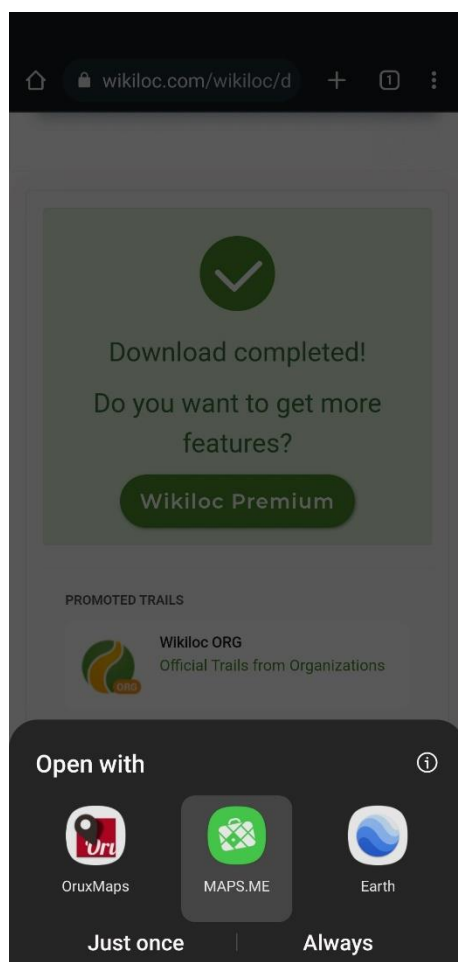 wikiloc.com/wikiloc/d
1
Download completed!
Do you want to get more
features?
Wikiloc Premium
PROMOTED TRAILS
Wikiloc ORG
Official Trails from Organizations
ORG
Open with
OruxMaps
MAPS.ME
Earth
Just once
Always